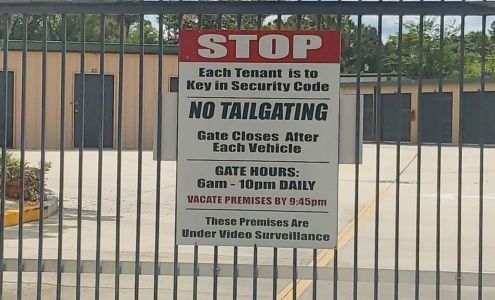 STOP
Each Tenant is to
Key in Security Code
NO TAILGATING
Gate Closes After
Each Vehicle
GATE HOURS:
6am - 10pm DAILY
VACATE PREMISES BY 9:45pm
These Premises Are
Under Video Surveillance